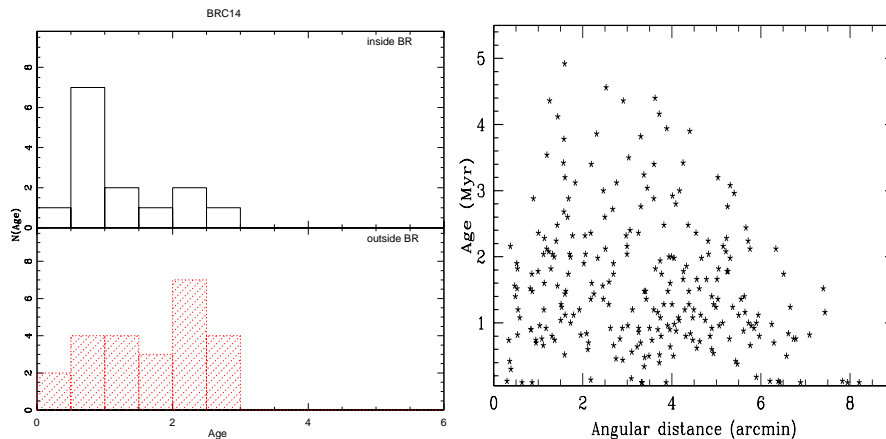 BRC14
inside BR
8
6
4
2
0
N(Age)
outside BR
8
6
4
2
0
0 2 4 6
Age
5
4
3
2
1
Age (Myr)
0 2 4 6 8
Angular distance (arcmin)